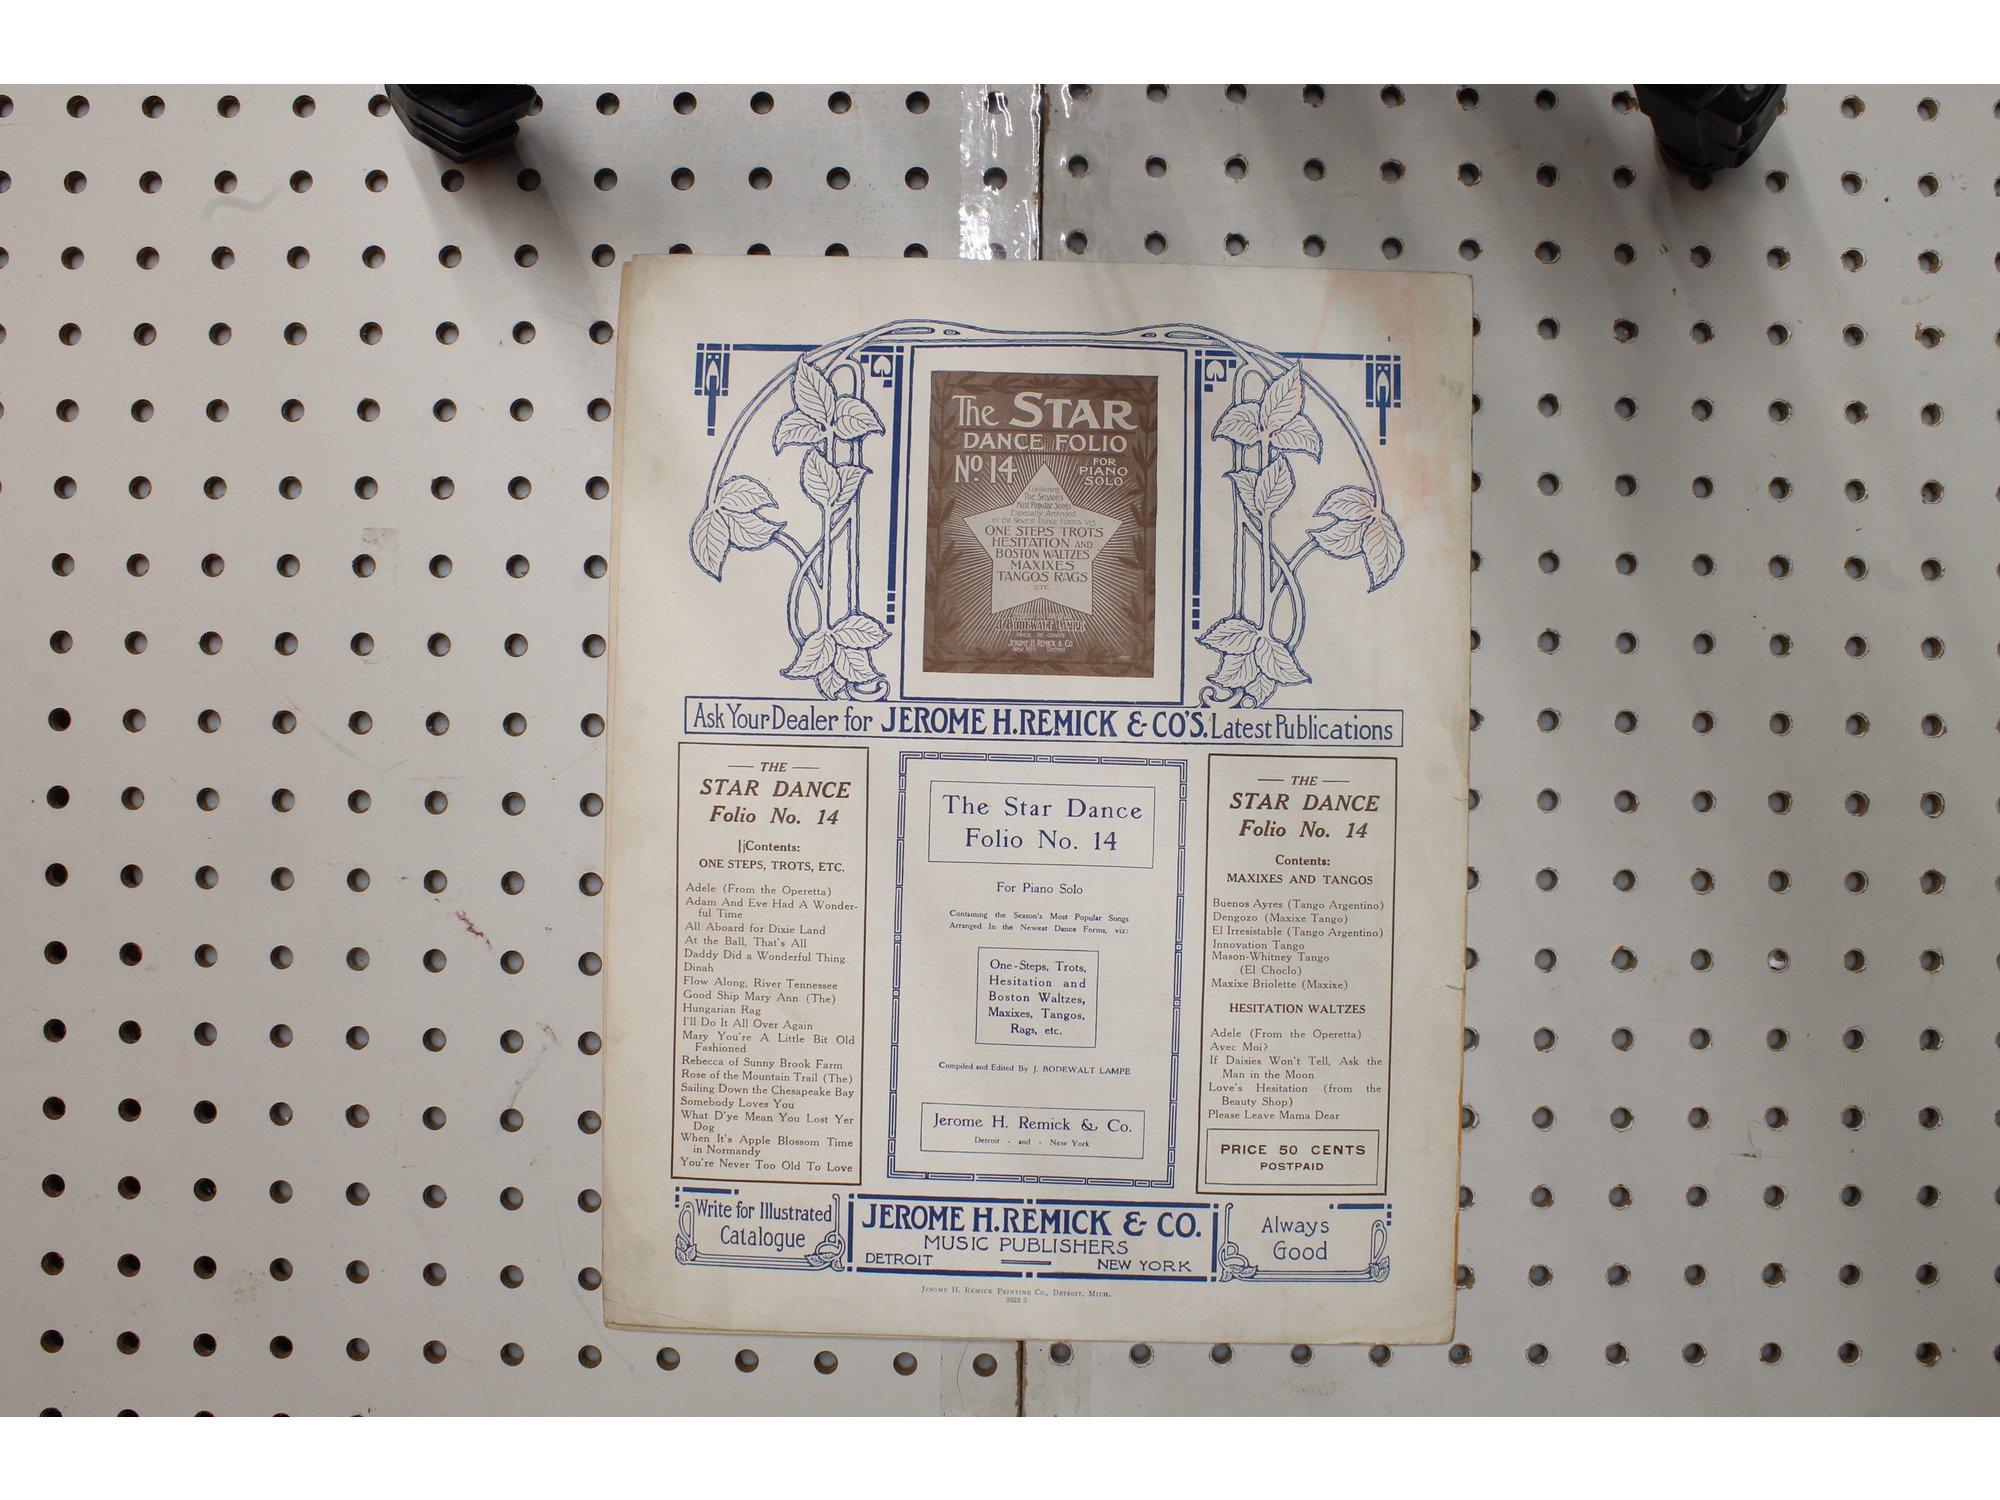 The STAR
DANCE FOLIO
No. 14
FOR
PIANO
SOLO
Containing
The Season's
Most Popular Songs
Especially Arranged
in the Newest Dance Forms viz
ONE STEPS TROTS
HESITATION AND
BOSTON WALTZES
MAXIXES
TANGOS RAGS
ETC
J. BODEWALT LAMPE
JEROME H. REMICK & CO.
New York Detroit
Ask Your Dealer for JEROME H. REMICK & CO'S. Latest Publications
— THE —
STAR DANCE
Folio No. 14
Contents:
ONE STEPS, TROTS, ETC.
Adele (From the Operetta)
Adam And Eve Had A Wonder-
ful Time
All Aboard for Dixie Land
At the Ball, That's All
Daddy Did a Wonderful Thing
Dinah
Flow Along, River Tennessee
Good Ship Mary Ann (The)
Hungarian Rag
I'll Do It All Over Again
Mary You're A Little Bit Old
Fashioned
Rebecca of Sunny Brook Farm
Rose of the Mountain Trail (The)
Sailing Down the Chesapeake Bay
Somebody Loves You
What D'ye Mean You Lost Yer
Dog
When It's Apple Blossom Time
in Normandy
You're Never Too Old To Love
The Star Dance
Folio No. 14
For Piano Solo
Containing the Season's Most Popular Songs
Arranged In the Newest Dance Forms, viz:
One-Steps, Trots,
Hesitation and
Boston Waltzes,
Maxixes, Tangos,
Rags, etc.
Compiled and Edited By J. BODEWALT LAMPE
Jerome H. Remick & Co.
Detroit - and - New York
— THE —
STAR DANCE
Folio No. 14
Contents:
MAXIXES AND TANGOS
Buenos Ayres (Tango Argentino)
Dengozo (Maxixe Tango)
El Irresistable (Tango Argentino)
Innovation Tango
Mason-Whitney Tango
(El Choclo)
Maxixe Briolette (Maxixe)
HESITATION WALTZES
Adele (From the Operetta)
Avec Moi?
If Daisies Won't Tell, Ask the
Man in the Moon
Love's Hesitation (from the
Beauty Shop)
Please Leave Mama Dear
PRICE 50 CENTS
POSTPAID
Write for Illustrated
Catalogue
JEROME H. REMICK & CO.
MUSIC PUBLISHERS
DETROIT — NEW YORK
Always
Good
JEROME H. REMICK PRINTING CO., DETROIT, MICH.
9322 2